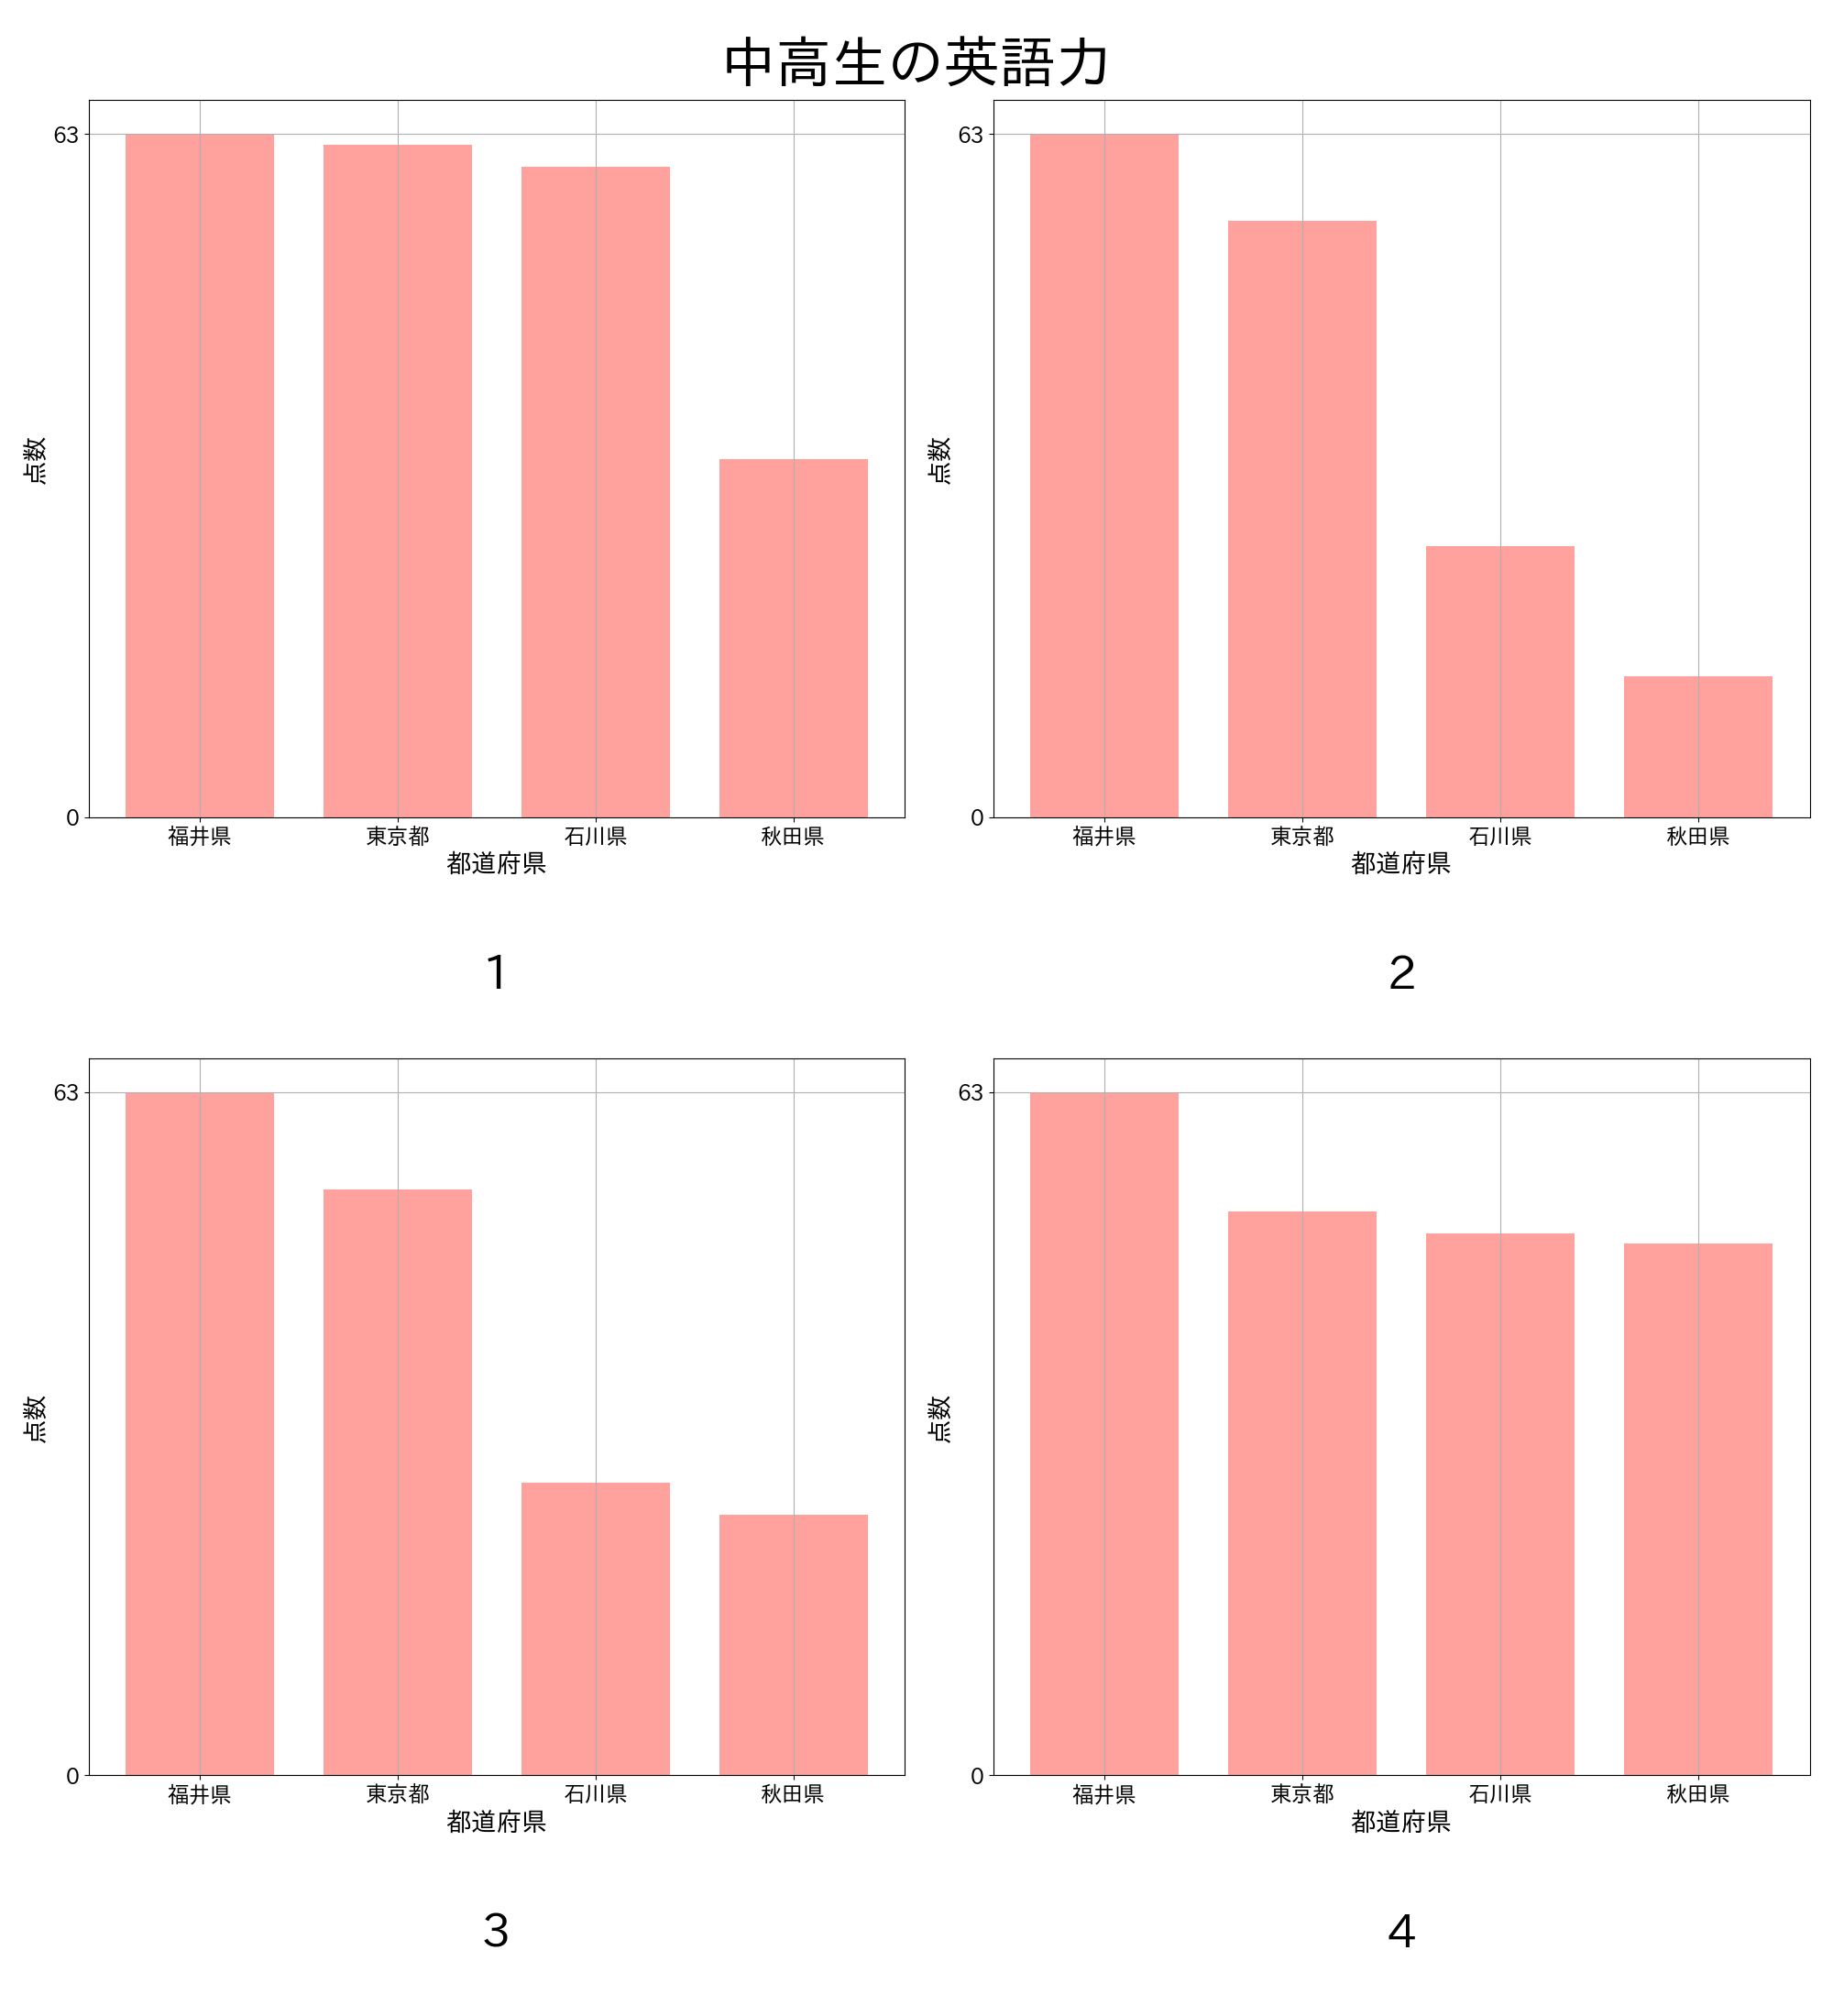 中高生の英語力
63
点数
0
福井県 東京都 石川県 秋田県
都道府県
1
63
点数
0
福井県 東京都 石川県 秋田県
都道府県
2
63
点数
0
福井県 東京都 石川県 秋田県
都道府県
3
63
点数
0
福井県 東京都 石川県 秋田県
都道府県
4